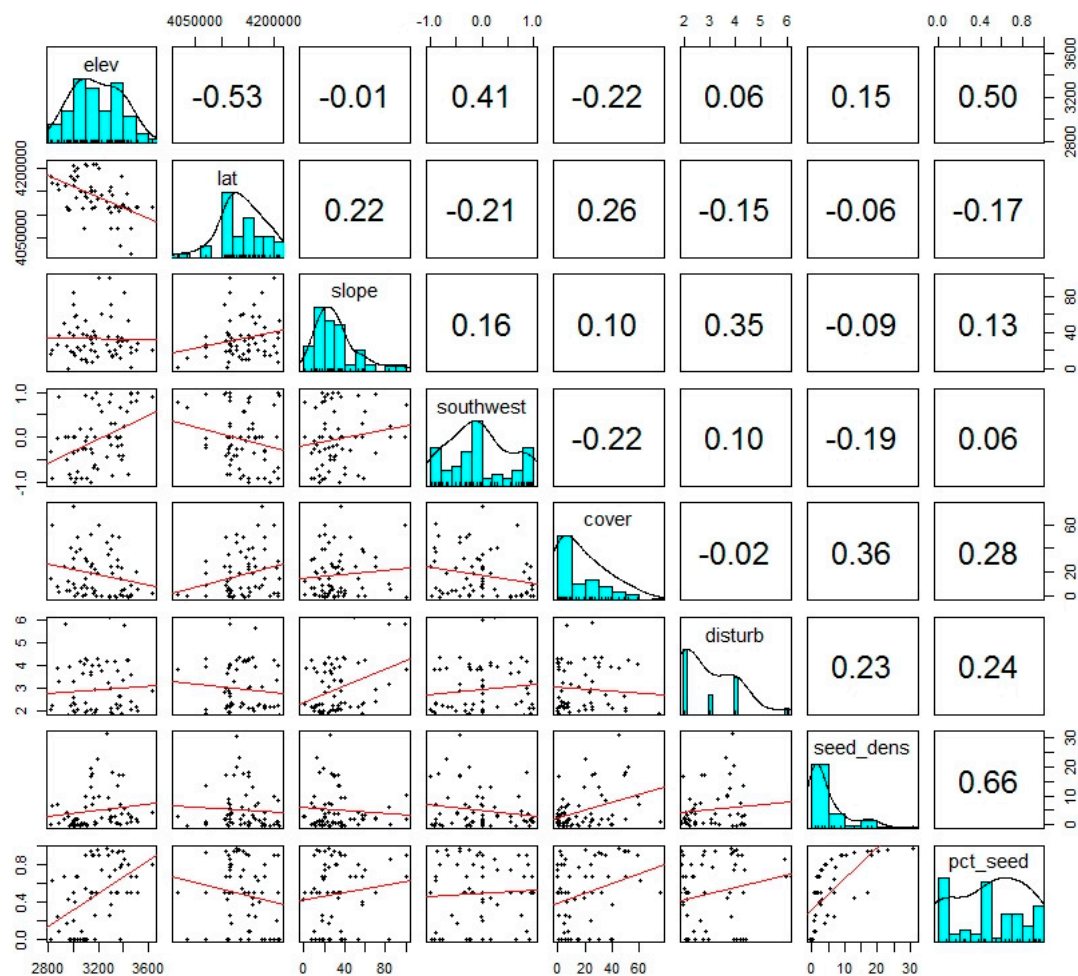 4050000 4200000 -1.0 0.0 1.0 2 3 4 5 6 0.0 0.4 0.8
elev -0.53 -0.01 0.41 -0.22 0.06 0.15 0.50 2800 3200 3600
4050000 4200000 lat 0.22 -0.21 0.26 -0.15 -0.06 -0.17
slope 0.16 0.10 0.35 -0.09 0.13 0 40 80
-1.0 0.0 1.0 southwest -0.22 0.10 -0.19 0.06
cover -0.02 0.36 0.28 0 20 60
2 3 4 5 6 disturb 0.23 0.24
seed_dens 0.66 0 10 20 30
0.0 0.4 0.8 pct_seed
2800 3200 3600 0 40 80 0 20 40 60 0 10 20 30